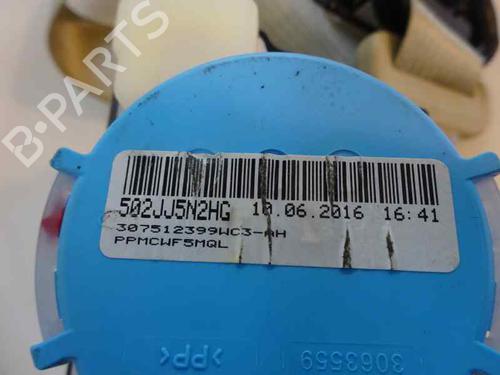 B-PARTS
502JJ5N2HG 10.06.2016 16:41
307512399WC3-AH
PPMCWF5MQL
>PP<
3063559